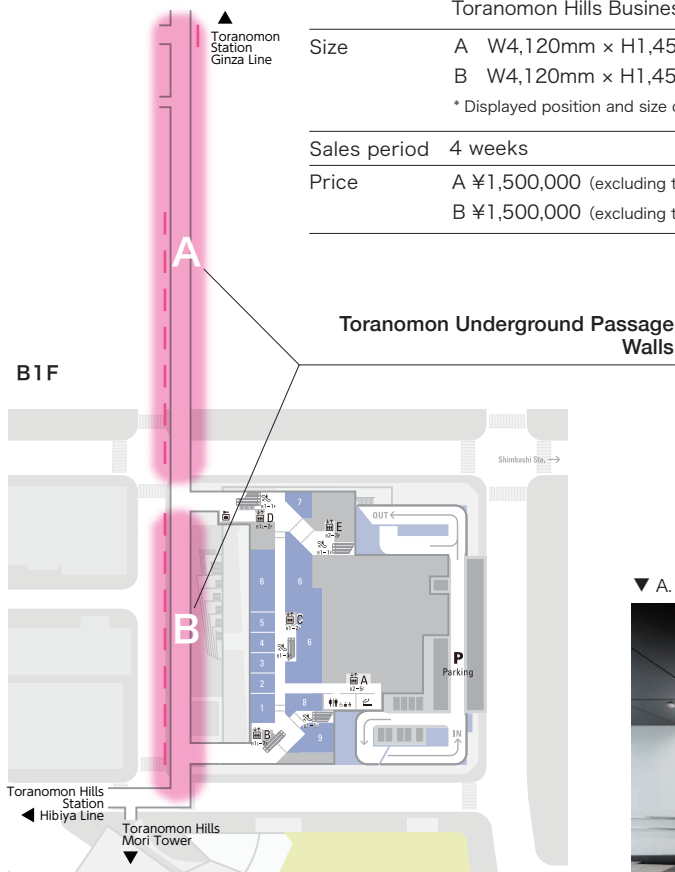 Toranomon
Station
Ginza Line
Toranomon Hills Busines
Size
A W4,120mm × H1,45
B W4,120mm × H1,45
* Displayed position and size
Sales period 4 weeks
Price
A ¥1,500,000 (excluding t
B ¥1,500,000 (excluding t
A
Toranomon Underground Passage
Walls
B1F
Shimbashi Sta. →
7
OUT
D
E
6
6
5
C
B
4
6
3
A
P
Parking
2
1
8
B
9
IN
Toranomon Hills
Station
Hibiya Line
Toranomon Hills
Mori Tower
▼ A.